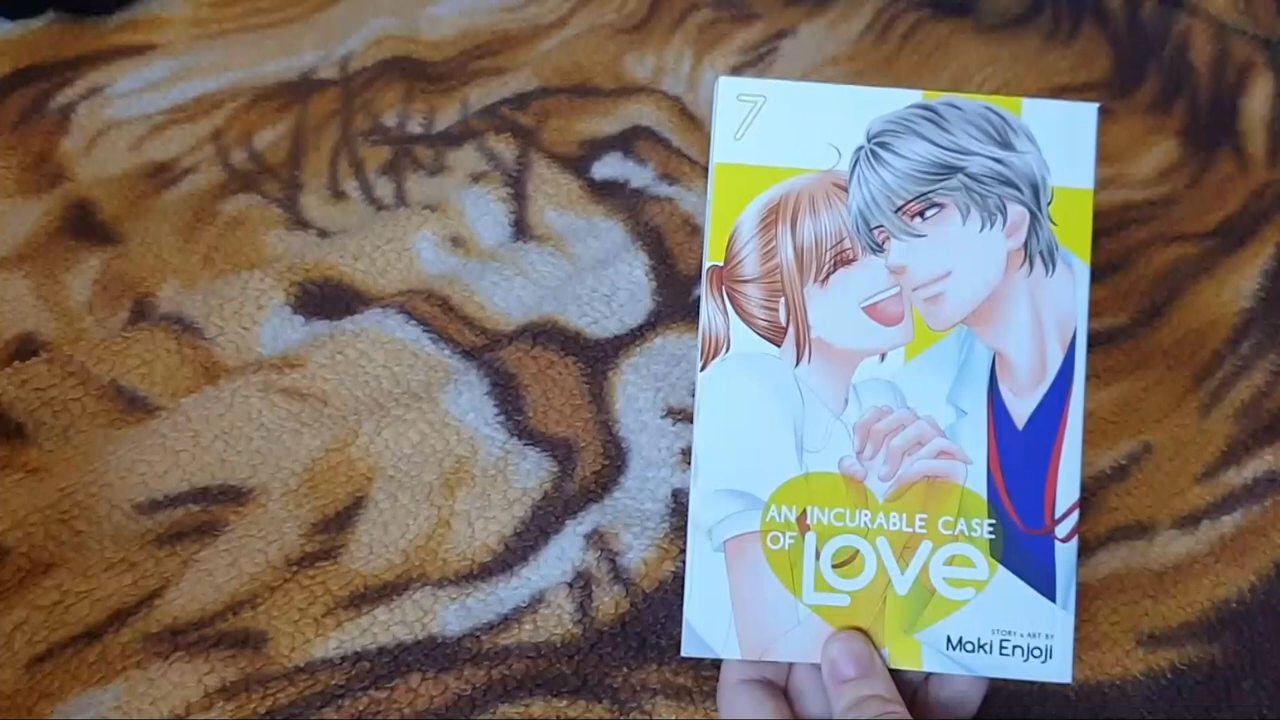 7
AN INCURABLE CASE
OF LOVE
STORY & ART BY
Maki Enjoji